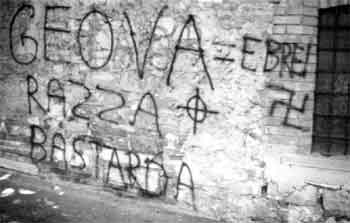 GEOVA = EBREI
RAZZA
BASTARDA